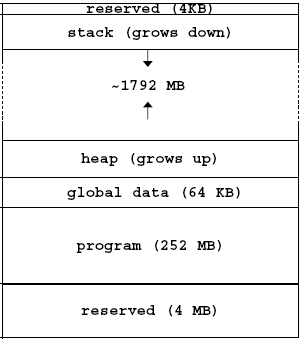 reserved (4KB)
stack (grows down)
~1792 MB
heap (grows up)
global data (64 KB)
program (252 MB)
reserved (4 MB)